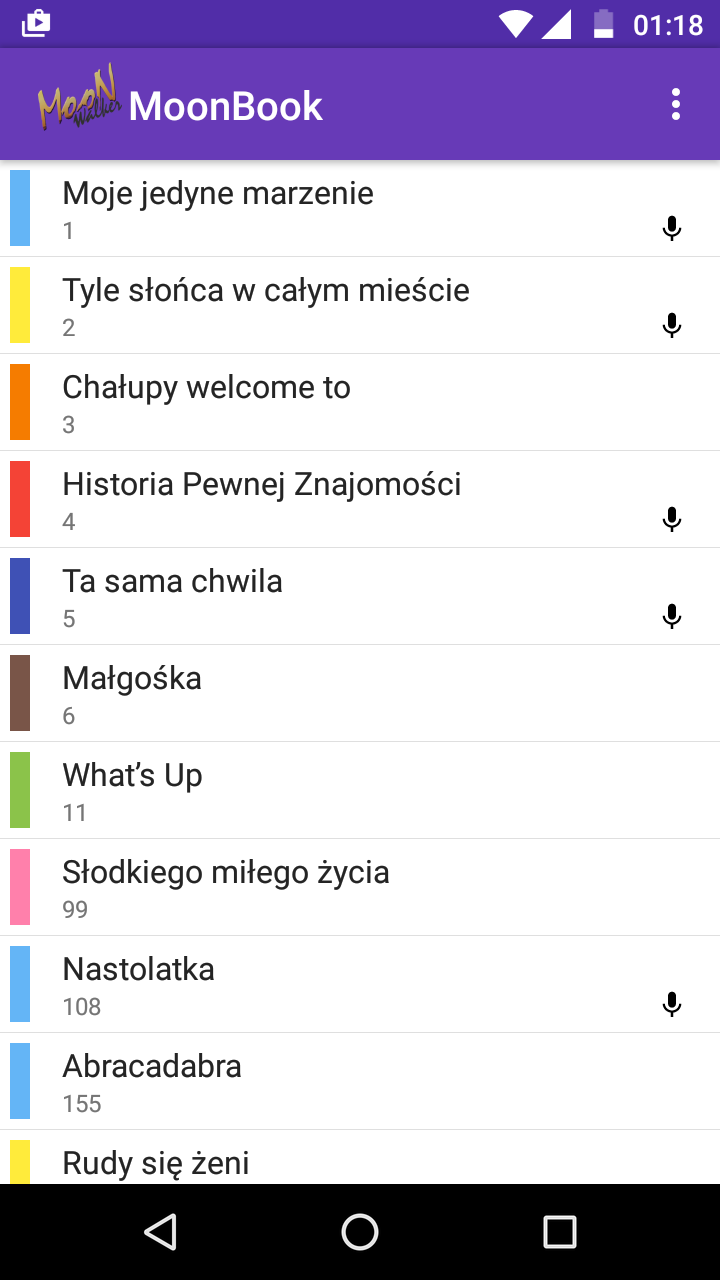 01:18
MooN
Walker
MoonBook
Moje jedyne marzenie
1
Tyle słońca w całym mieście
2
Chałupy welcome to
3
Historia Pewnej Znajomości
4
Ta sama chwila
5
Małgośka
6
What’s Up
11
Słodkiego miłego życia
99
Nastolatka
108
Abracadabra
155
Rudy się żeni